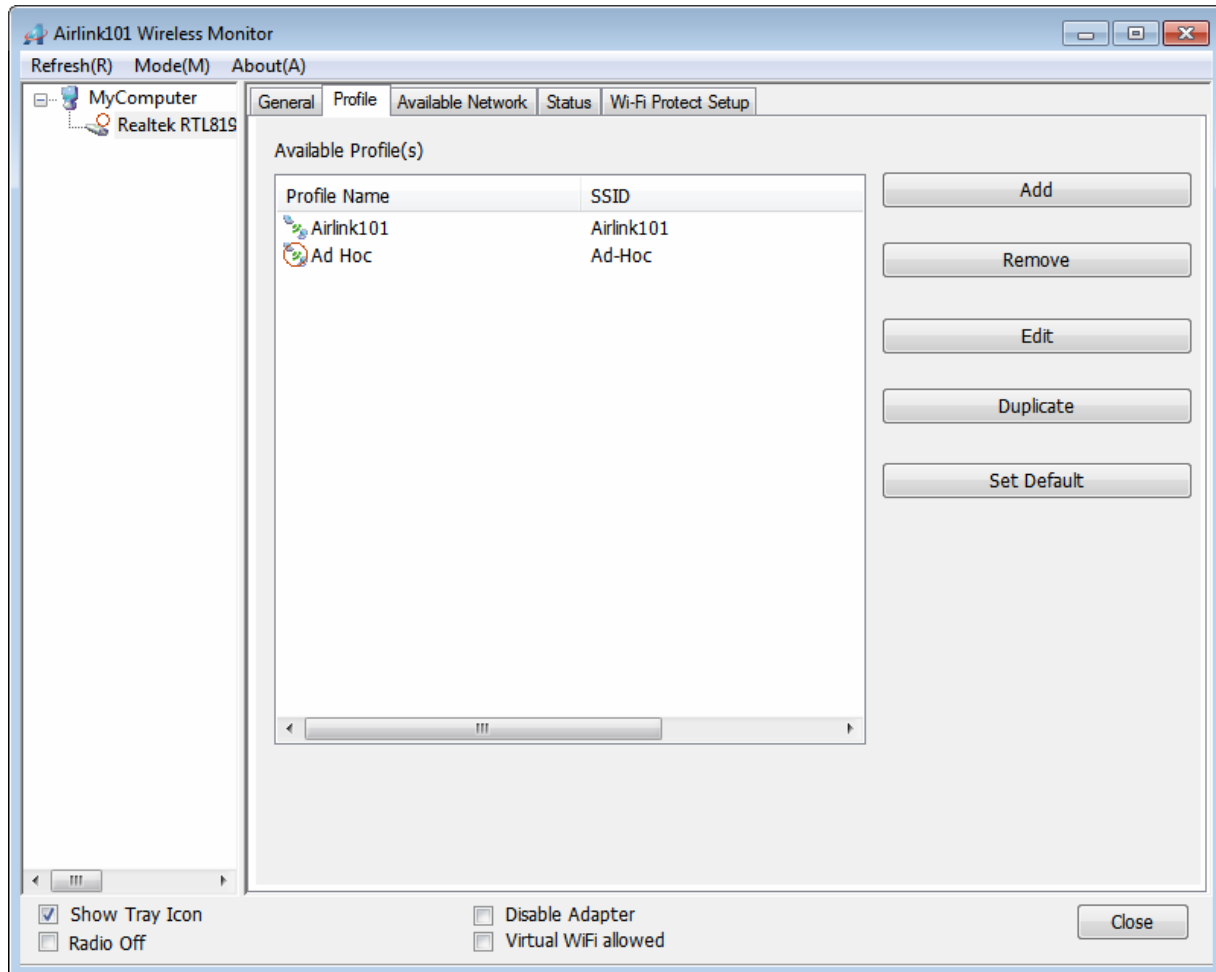 Airlink101 Wireless Monitor
Refresh(R) Mode(M) About(A)
MyComputer
Realtek RTL819
General Profile Available Network Status Wi-Fi Protect Setup
Available Profile(s)
Profile Name SSID
Airlink101 Airlink101
Ad Hoc Ad-Hoc
Add
Remove
Edit
Duplicate
Set Default
Show Tray Icon
Radio Off
Disable Adapter
Virtual WiFi allowed
Close